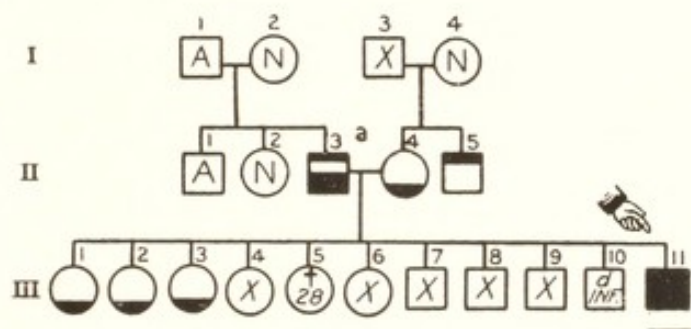 1 2 3 4
I A N X N
1 2 3 a 4 5
II A N
1 2 3 4 5 6 7 8 9 10 11
III X † 28 X X X X d INF.